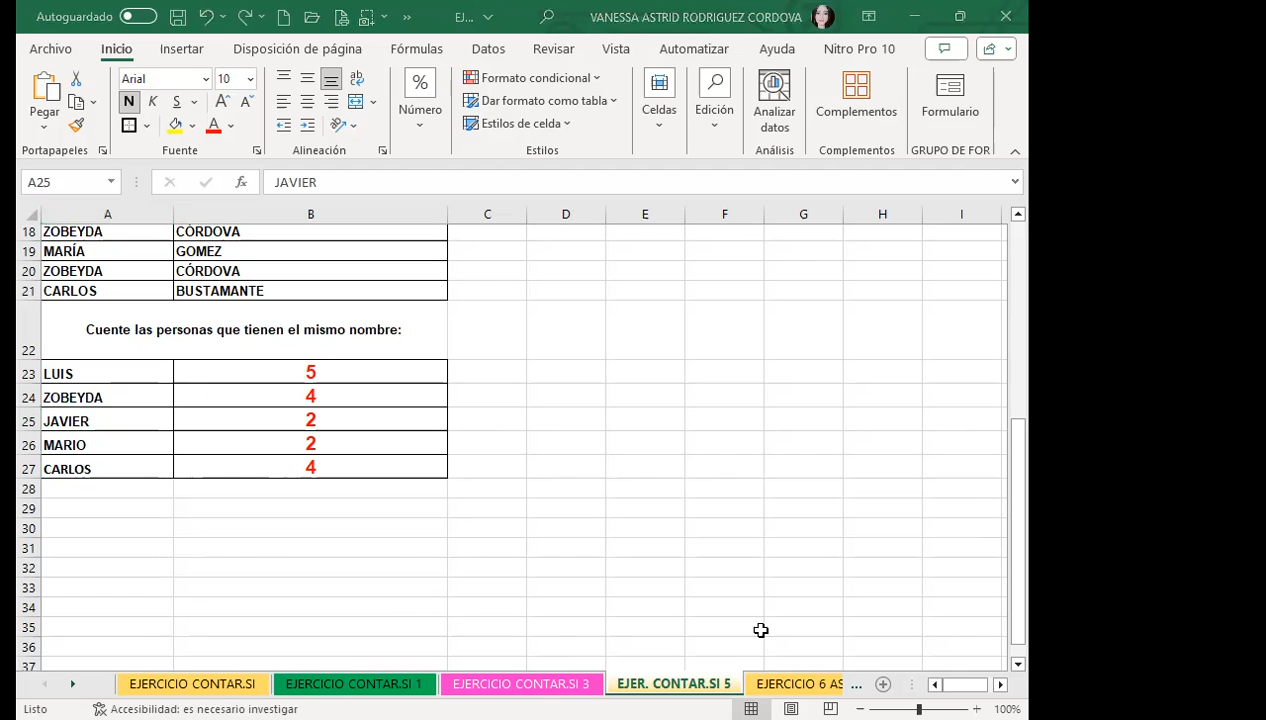 Autoguardado EJ... VANESSA ASTRID RODRIGUEZ CORDOVA
Archivo Inicio Insertar Disposición de página Fórmulas Datos Revisar Vista Automatizar Ayuda Nitro Pro 10
Pegar
Arial 10
N K S
Número
Formato condicional
Dar formato como tabla
Estilos de celda
Celdas
Edición
Analizar
datos
Complementos
Formulario
Portapapeles Fuente Alineación Estilos Análisis Complementos GRUPO DE FOR
A25 fx JAVIER
A B C D E F G H I
18 ZOBEYDA CÓRDOVA
19 MARÍA GOMEZ
20 ZOBEYDA CÓRDOVA
21 CARLOS BUSTAMANTE
Cuente las personas que tienen el mismo nombre:
22
23 LUIS 5
24 ZOBEYDA 4
25 JAVIER 2
26 MARIO 2
27 CARLOS 4
28
29
30
31
32
33
34
35
36
37
EJERCICIO CONTAR.SI EJERCICIO CONTAR.SI 1 EJERCICIO CONTAR.SI 3 EJER. CONTAR.SI 5 EJERCICIO 6 AS ...
Listo Accesibilidad: es necesario investigar 100%